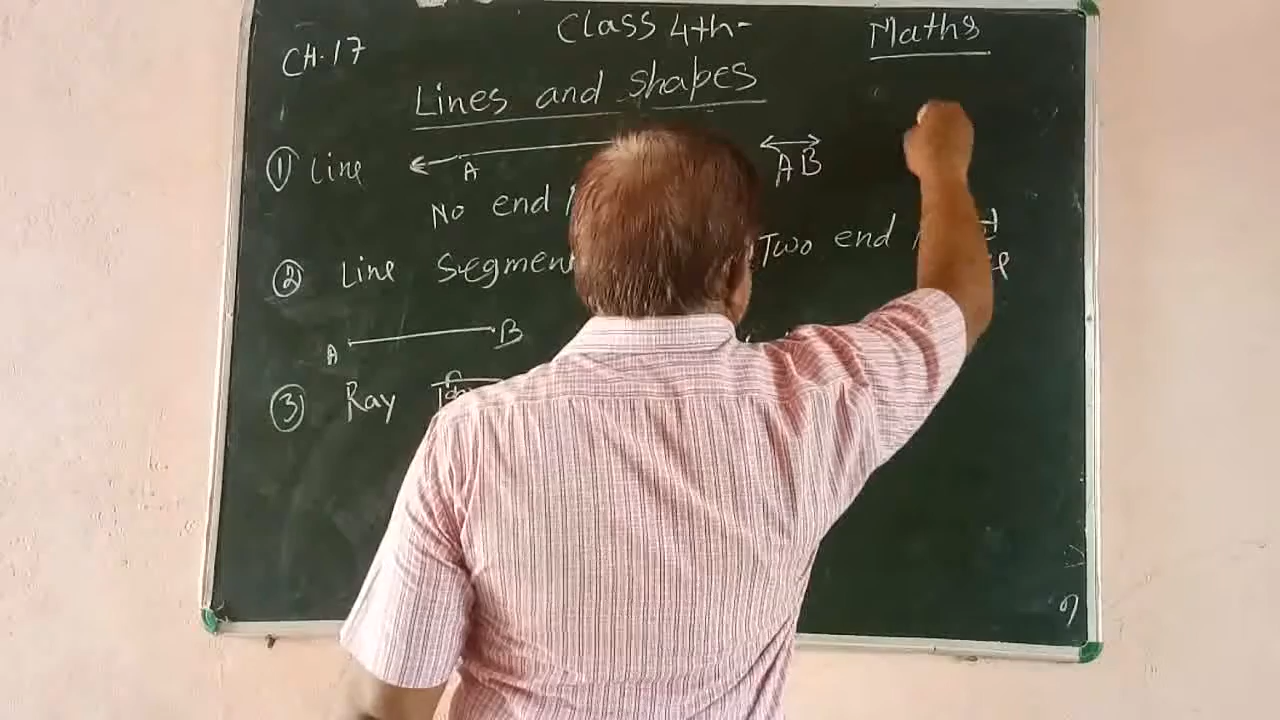 CH. 17 Class 4th- Maths
Lines and shapes
① Line A AB
No end
② Line Segmen Two end
A B
③ Ray